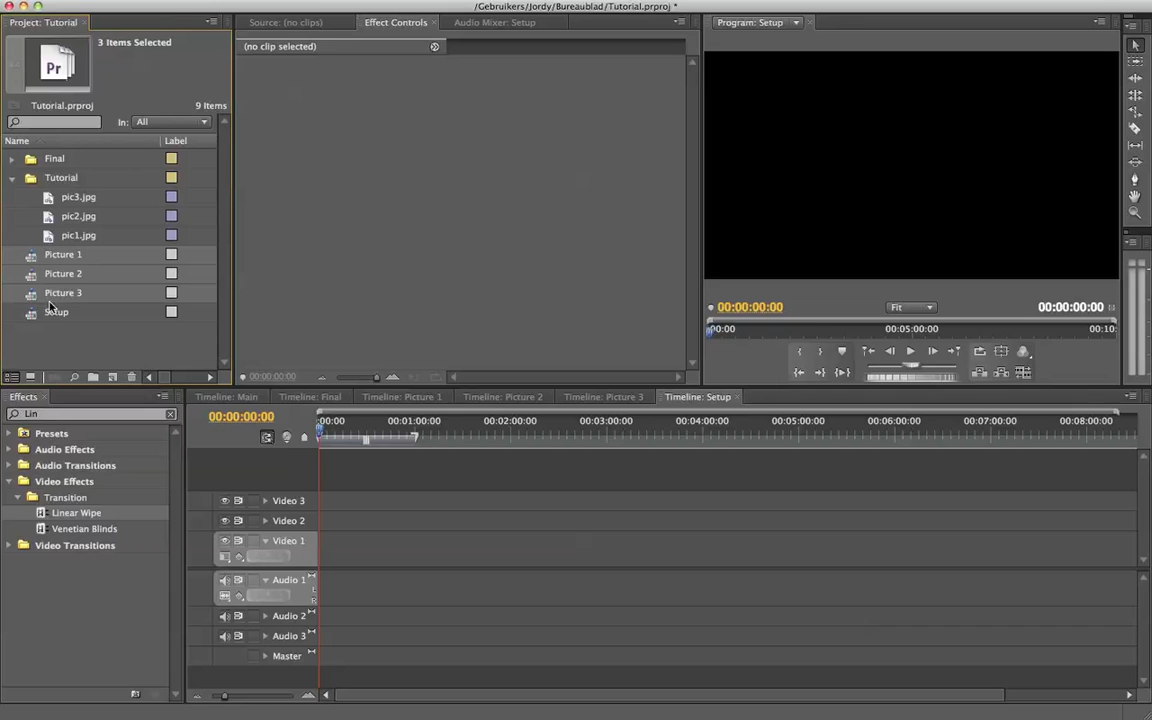 /Gebruikers/Jordy/Bureaublad/Tutorial.prproj *
Project: Tutorial
Source: (no clips)
Effect Controls
Audio Mixer: Setup
Program: Setup
3 Items Selected
(no clip selected)
Pr
Tutorial.prproj
9 Items
In: All
Name
Label
Final
Tutorial
pic3.jpg
pic2.jpg
pic1.jpg
Picture 1
Picture 2
Picture 3
Setup
00:00:00:00
Fit
00:00:00:00
00:00
00:05:00:00
00:10:
00:00:00:00
Effects
Timeline: Main
Timeline: Final
Timeline: Picture 1
Timeline: Picture 2
Timeline: Picture 3
Timeline: Setup
Lin
00:00:00:00
:00:00
00:01:00:00
00:02:00:00
00:03:00:00
00:04:00:00
00:05:00:00
00:06:00:00
00:07:00:00
00:08:00:00
Presets
Audio Effects
Audio Transitions
Video Effects
Transition
Linear Wipe
Venetian Blinds
Video Transitions
Video 3
Video 2
Video 1
Audio 1
Audio 2
Audio 3
Master